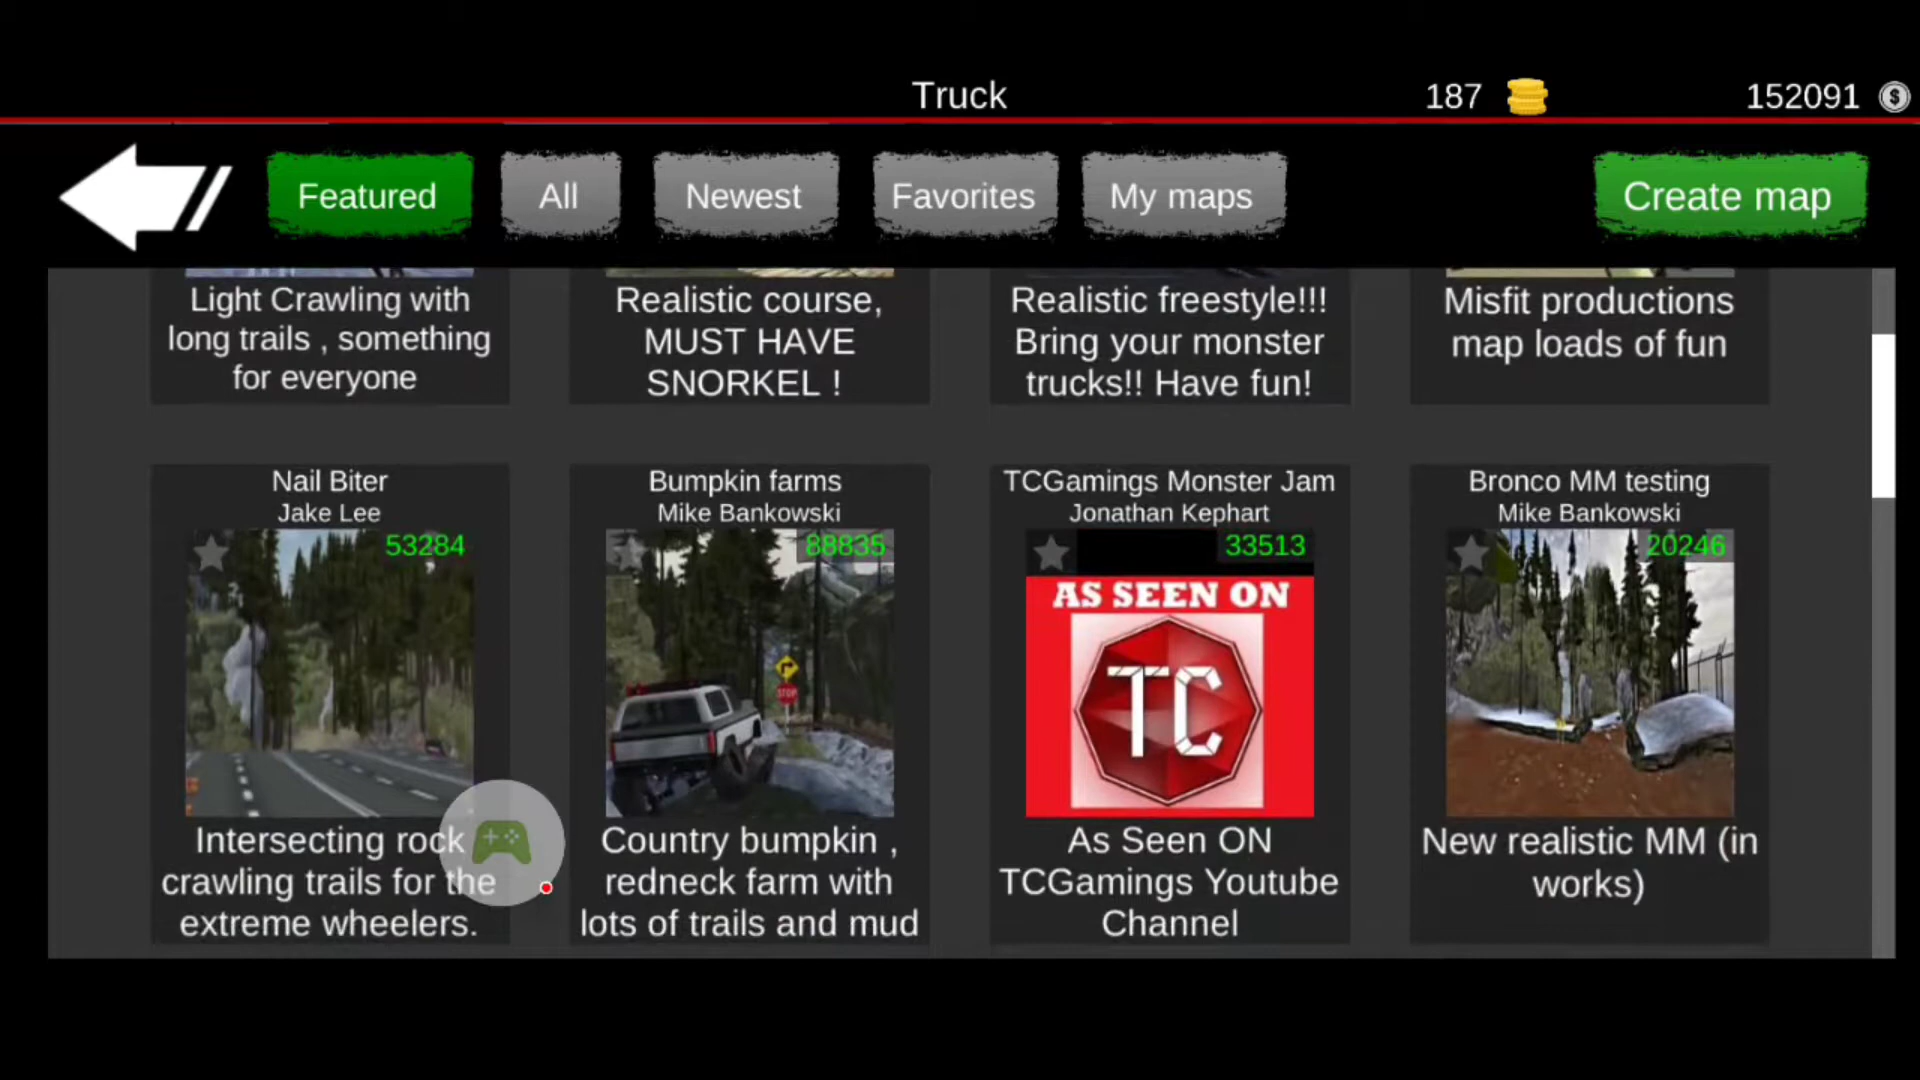 Truck
187
152091
Featured
All
Newest
Favorites
My maps
Create map
Light Crawling with
long trails , something
for everyone
Realistic course,
MUST HAVE
SNORKEL !
Realistic freestyle!!!
Bring your monster
trucks!! Have fun!
Misfit productions
map loads of fun
Nail Biter
Jake Lee
53284
Intersecting rock
crawling trails for the
extreme wheelers.
Bumpkin farms
Mike Bankowski
88835
STOP
Country bumpkin ,
redneck farm with
lots of trails and mud
TCGamings Monster Jam
Jonathan Kephart
33513
AS SEEN ON
TC
As Seen ON
TCGamings Youtube
Channel
Bronco MM testing
Mike Bankowski
20246
New realistic MM (in
works)